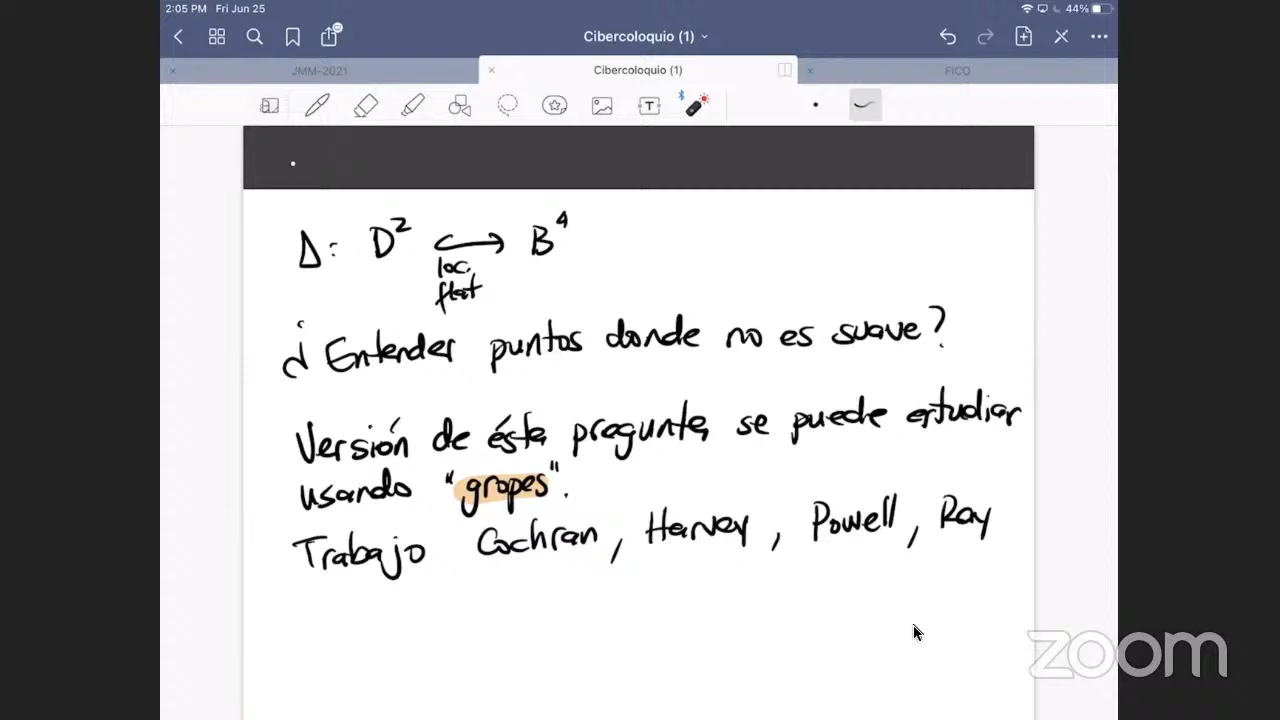 2:05 PM Fri Jun 25
44%
Cibercoloquio (1)
JMM-2021
Cibercoloquio (1)
FICO
T
Δ: D² ↪ B⁴
loc.
flat
¿Entender puntos donde no es suave?
Versión de ésta pregunta se puede estudiar
usando "gropes".
Trabajo Cochran, Harvey, Powell, Ray
zoom